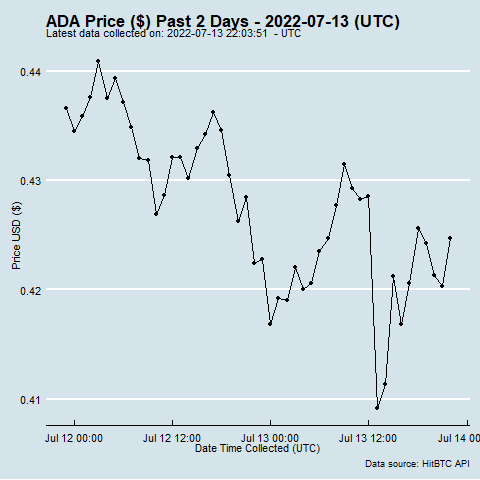 ADA Price ($) Past 2 Days - 2022-07-13 (UTC)
Latest data collected on: 2022-07-13 22:03:51  - UTC
0.44
0.43
0.42
0.41
Price USD ($)
Jul 12 00:00
Jul 12 12:00
Jul 13 00:00
Jul 13 12:00
Jul 14 00
Date Time Collected (UTC)
Data source: HitBTC API